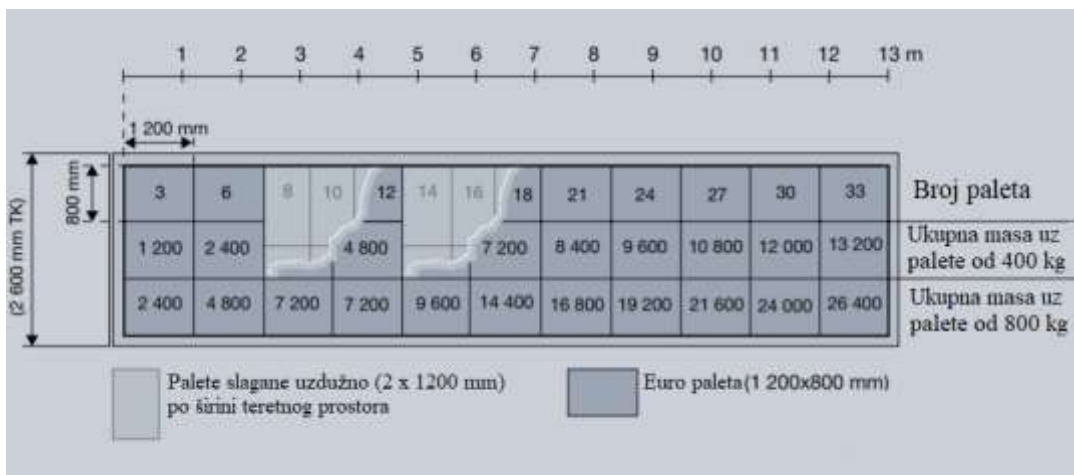 1 2 3 4 5 6 7 8 9 10 11 12 13 m
1 200 mm
800 mm
(2 600 mm TK)
3 6 8 10 12 14 16 18 21 24 27 30 33
Broj paleta
1 200 2 400 4 800 7 200 8 400 9 600 10 800 12 000 13 200
Ukupna masa uz
palete od 400 kg
2 400 4 800 7 200 7 200 9 600 14 400 16 800 19 200 21 600 24 000 26 400
Ukupna masa uz
palete od 800 kg
Palete slagane uzdužno (2 x 1200 mm)
po širini teretnog prostora
Euro paleta (1 200x800 mm)